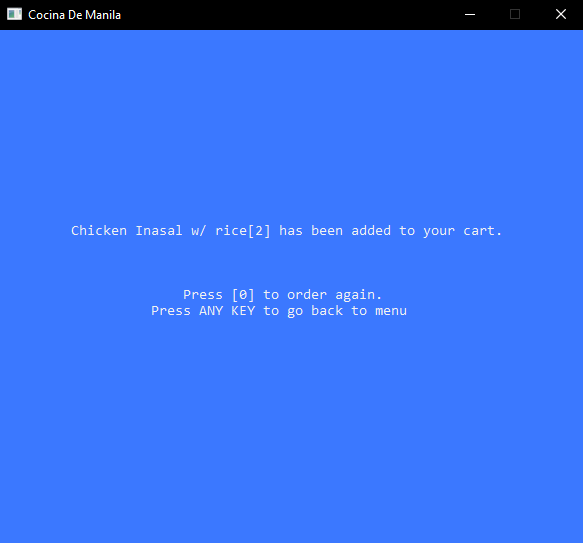 Cocina De Manila
Chicken Inasal w/ rice[2] has been added to your cart.
Press [0] to order again.
Press ANY KEY to go back to menu